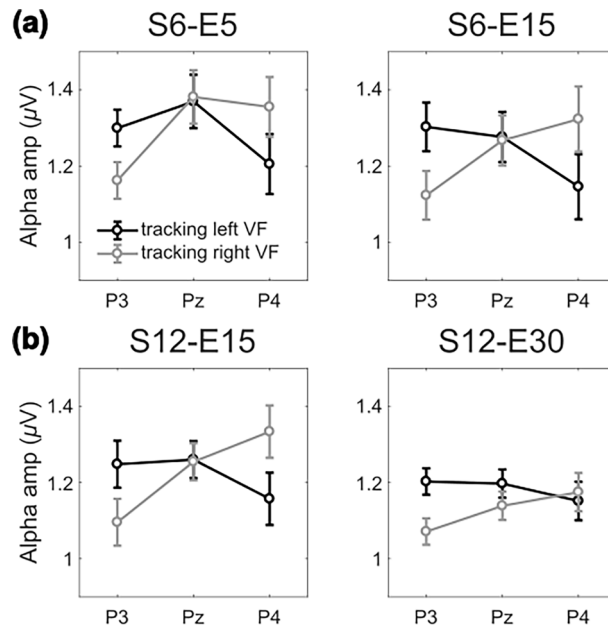 (a) S6-E5 S6-E15
Alpha amp (µV)
1.4 1.4
1.2 1.2
1 1
tracking left VF
tracking right VF
P3 Pz P4 P3 Pz P4
(b) S12-E15 S12-E30
Alpha amp (µV)
1.4 1.4
1.2 1.2
1 1
P3 Pz P4 P3 Pz P4